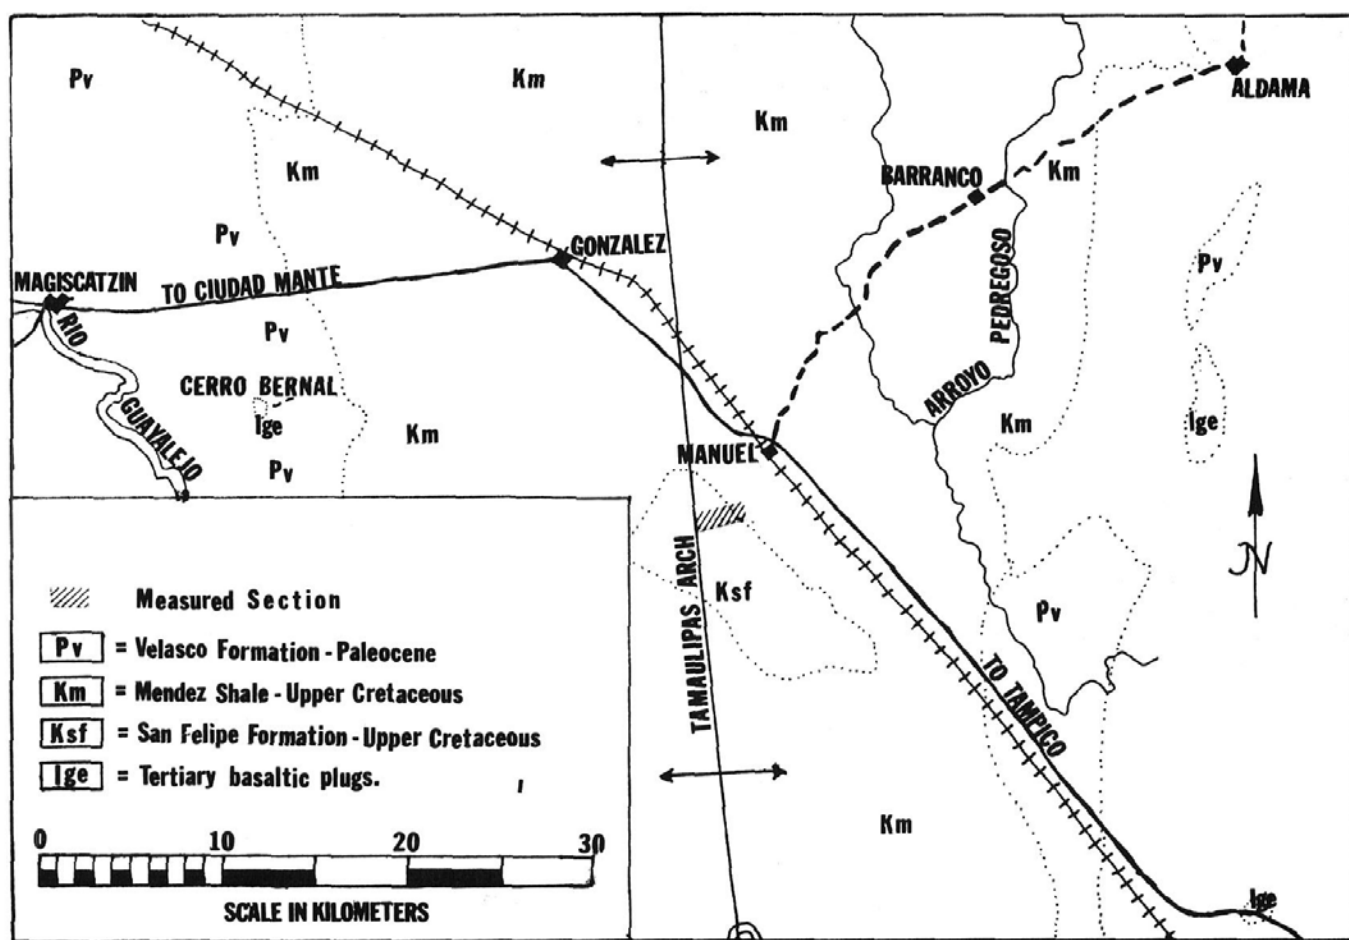 Pv
Km
Km
ALDAMA
Km
BARRANCO
Km
Pv
GONZALEZ
PEDREGOSO
Pv
MAGISCATZIN
TO CIUDAD MANTE
RIO
Pv
CERRO BERNAL
ARROYO
GUAYALEJO
Ige
Km
Km
Ige
Pv
MANUEL
TAMAULIPAS ARCH
Ksf
N
Pv
TO TAMPICO
Km
Ige
Measured Section
Pv = Velasco Formation - Paleocene
Km = Mendez Shale - Upper Cretaceous
Ksf = San Felipe Formation - Upper Cretaceous
Ige = Tertiary basaltic plugs.
0 10 20 30
SCALE IN KILOMETERS